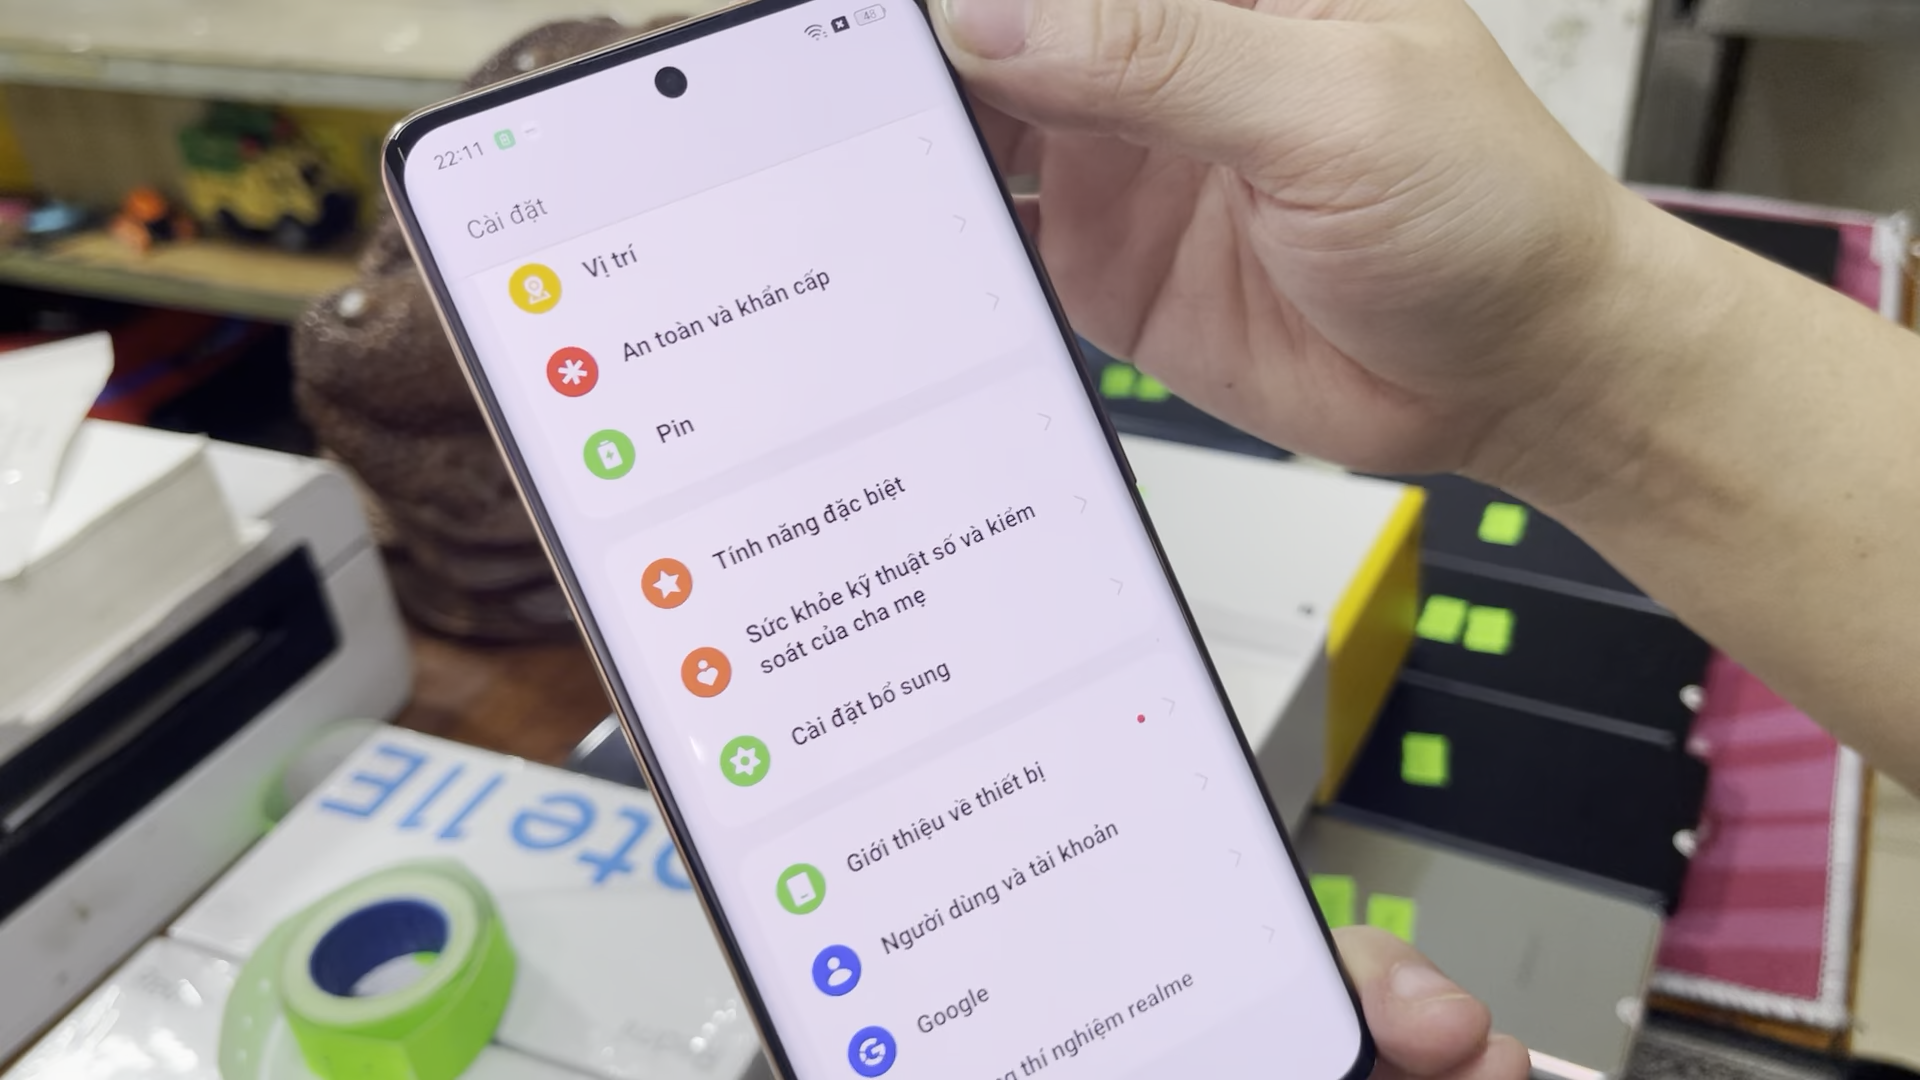 22:11
48
Cài đặt
Vị trí
An toàn và khẩn cấp
Pin
Tính năng đặc biệt
Sức khỏe kỹ thuật số và kiểm
soát của cha mẹ
Cài đặt bổ sung
Giới thiệu về thiết bị
Người dùng và tài khoản
Google
thí nghiệm realme
ote 11E